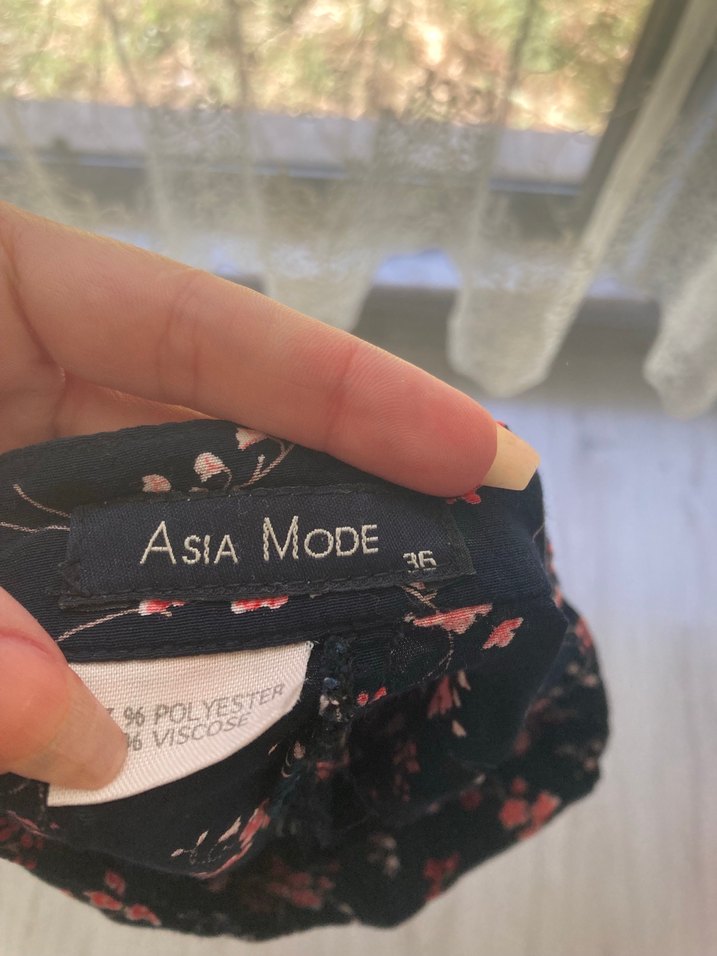 ASIA MODE
36
% POLYESTER
% VISCOSE